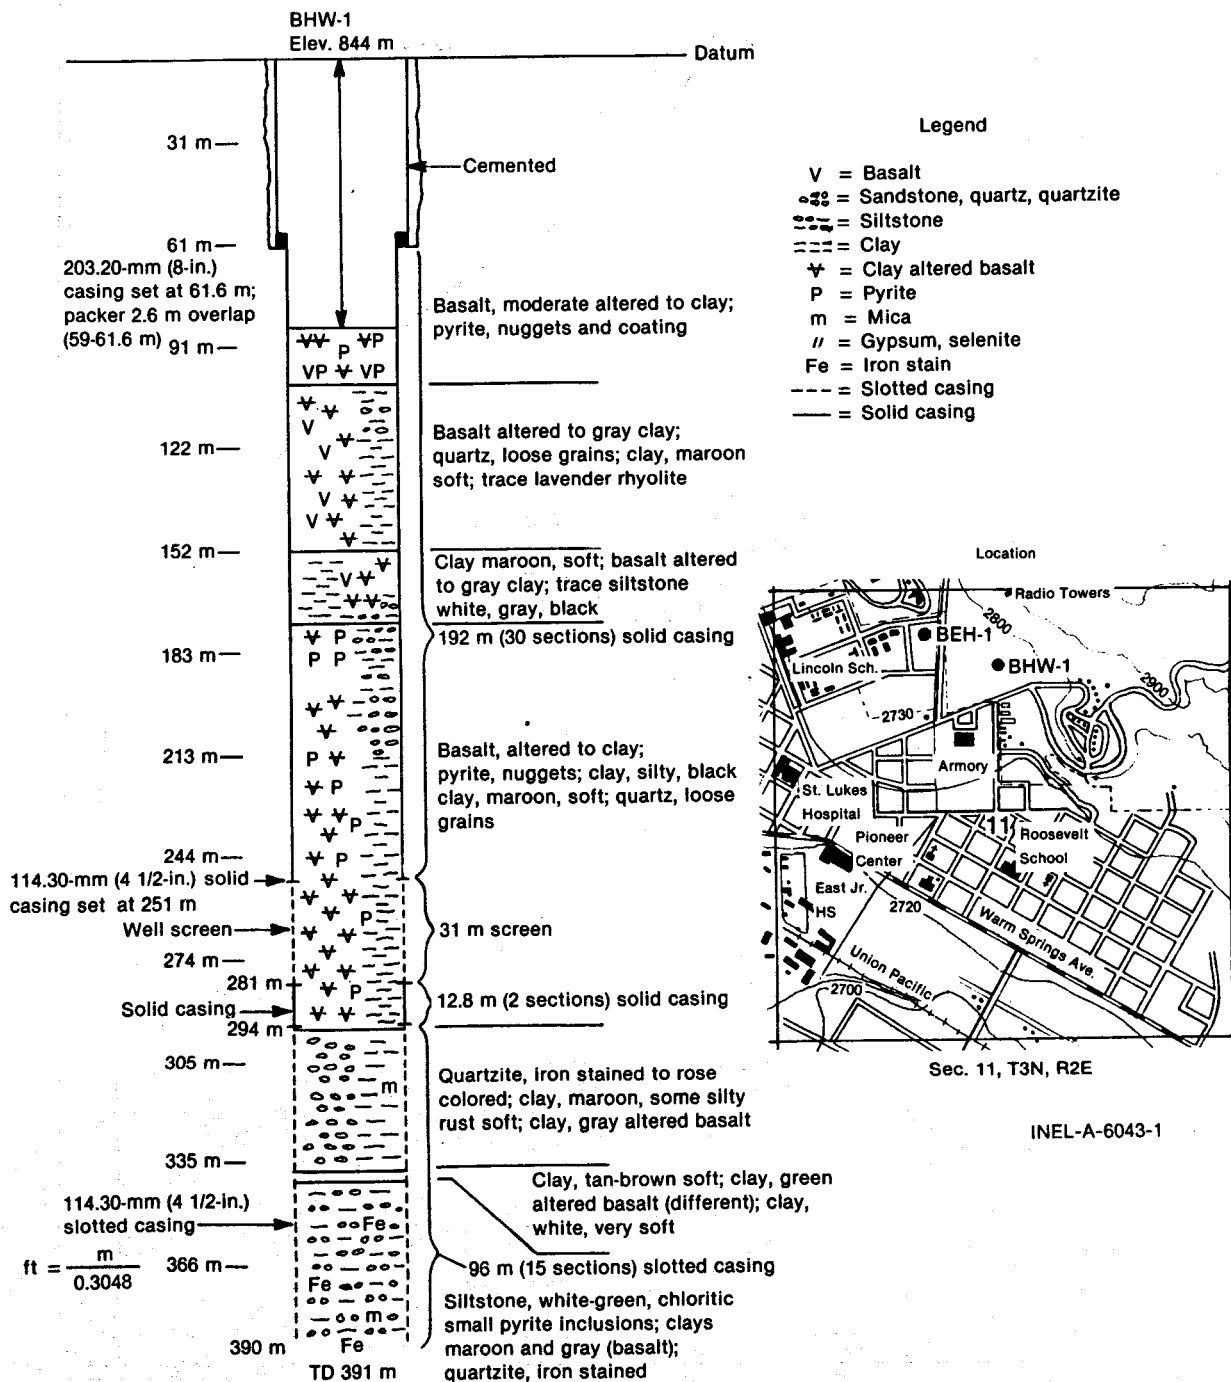 BHW-1
Elev. 844 m
Datum
31 m
Cemented
61 m
203.20-mm (8-in.)
casing set at 61.6 m;
packer 2.6 m overlap
(59-61.6 m)
91 m
Basalt, moderate altered to clay;
pyrite, nuggets and coating
V V P V P
V P V V P
122 m
Basalt altered to gray clay;
quartz, loose grains; clay, maroon
soft; trace lavender rhyolite
152 m
Clay maroon, soft; basalt altered
to gray clay; trace siltstone
white, gray, black
192 m (30 sections) solid casing
183 m
213 m
Basalt, altered to clay;
pyrite, nuggets; clay, silty, black
clay, maroon, soft; quartz, loose
grains
244 m
114.30-mm (4 1/2-in.) solid
casing set at 251 m
Well screen
31 m screen
274 m
281 m
Solid casing
12.8 m (2 sections) solid casing
294 m
305 m
m
Quartzite, iron stained to rose
colored; clay, maroon, some silty
rust soft; clay, gray altered basalt
335 m
Clay, tan-brown soft; clay, green
altered basalt (different); clay,
white, very soft
114.30-mm (4 1/2-in.)
slotted casing
Fe
ft = m
0.3048
366 m
96 m (15 sections) slotted casing
Fe
m
Siltstone, white-green, chloritic
small pyrite inclusions; clays
maroon and gray (basalt);
quartzite, iron stained
390 m
Fe
TD 391 m
Legend
V = Basalt
= Sandstone, quartz, quartzite
= Siltstone
= Clay
= Clay altered basalt
P = Pyrite
m = Mica
〃 = Gypsum, selenite
Fe = Iron stain
--- = Slotted casing
— = Solid casing
Location
Radio Towers
2800
BEH-1
BHW-1
Lincoln Sch.
2900
2730
Armory
St. Lukes
Hospital
11
Pioneer
Center
Roosevelt
School
East Jr.
HS
2720
Warm Springs Ave.
Union Pacific
2700
Sec. 11, T3N, R2E
INEL-A-6043-1